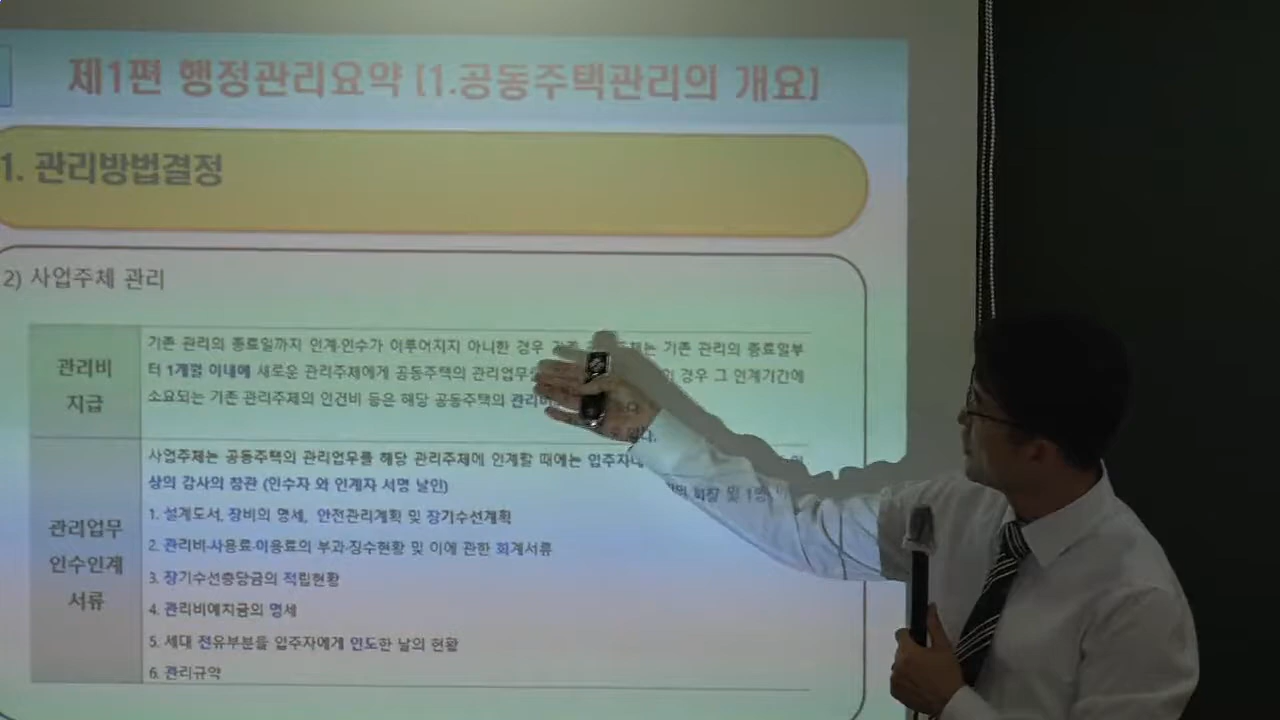 제1편 행정관리요약 [1.공동주택관리의 개요]
1. 관리방법결정
2) 사업주체 관리
관리비
지급
기존 관리의 종료일까지 인계·인수가 이루어지지 아니한 경우 기존 관리의 종료일부
터 1개월 이내에 새로운 관리주체에게 공동주택의 관리업무를 경우 그 인계기간에
소요되는 기존 관리주체의 인건비 등은 해당 공동주택의 관리비
관리업무
인수인계
서류
사업주체는 공동주택의 관리업무를 해당 관리주체에 인계할 때에는 입주자대
회장 및 1명
상의 감사의 참관 (인수자 와 인계자 서명 날인)
1. 설계도서, 장비의 명세, 안전관리계획 및 장기수선계획
2. 관리비·사용료·이용료의 부과·징수현황 및 이에 관한 회계서류
3. 장기수선충당금의 적립현황
4. 관리비예치금의 명세
5. 세대 전유부분을 입주자에게 인도한 날의 현황
6. 관리규약